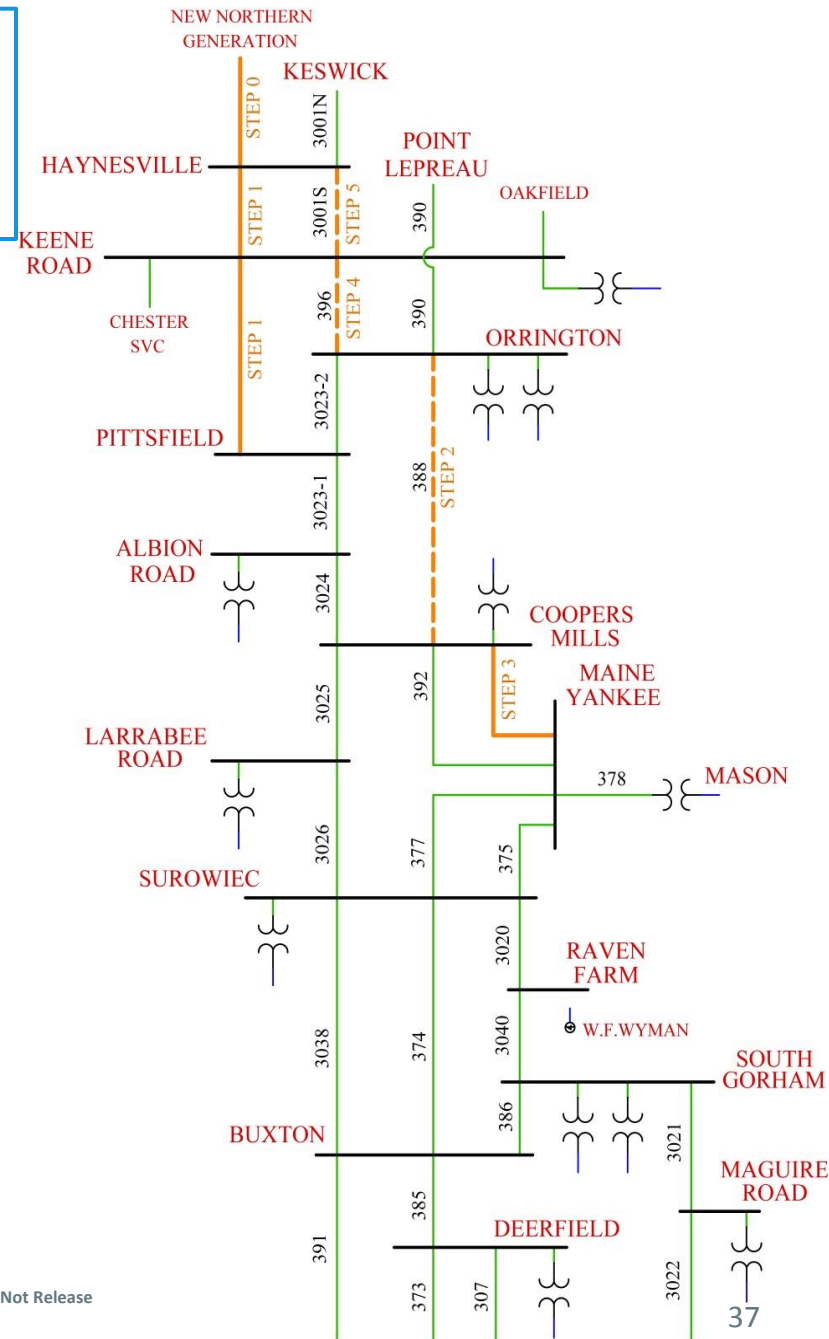 NEW NORTHERN
GENERATION
KESWICK
STEP 0
3001N
POINT
LEPREAU
HAYNESVILLE
OAKFIELD
STEP 1
3001S
STEP 5
390
KEENE
ROAD
CHESTER
SVC
STEP 1
396
STEP 4
390
ORRINGTON
3023-2
PITTSFIELD
388
STEP 2
3023-1
ALBION
ROAD
3024
COOPERS
MILLS
3025
392
STEP 3
MAINE
YANKEE
LARRABEE
ROAD
378
MASON
3026
377
375
SUROWIEC
3020
RAVEN
FARM
W.F.WYMAN
3038
374
3040
SOUTH
GORHAM
386
BUXTON
3021
MAGUIRE
ROAD
385
DEERFIELD
391
373
307
3022
Not Release
37